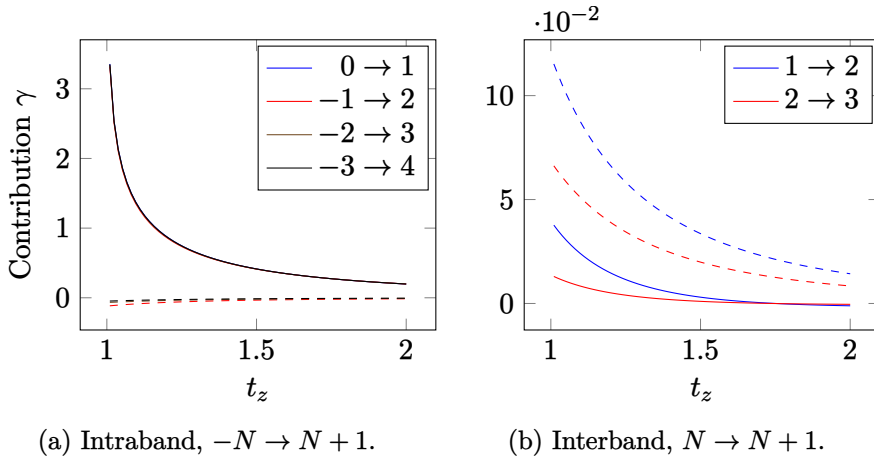 Contribution γ
0
1
2
3
1
1.5
2
t_z
0 → 1
−1 → 2
−2 → 3
−3 → 4
(a) Intraband, −N → N + 1.
·10⁻²
0
5
10
1
1.5
2
t_z
1 → 2
2 → 3
(b) Interband, N → N + 1.